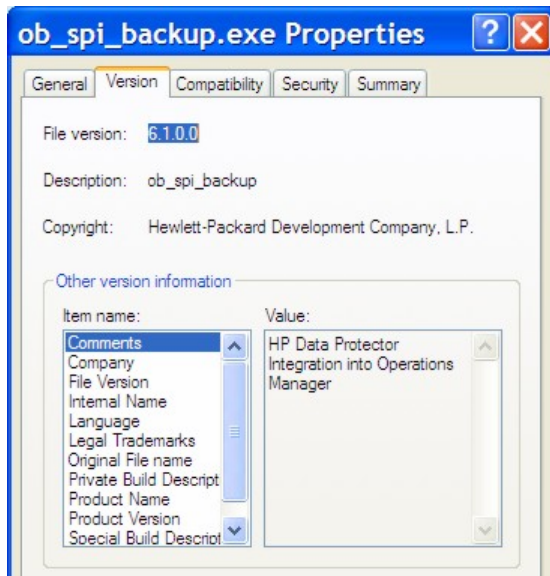 ob_spi_backup.exe Properties
General Version Compatibility Security Summary
File version: 6.1.0.0
Description: ob_spi_backup
Copyright: Hewlett-Packard Development Company, L.P.
Other version information
Item name:
Comments
Company
File Version
Internal Name
Language
Legal Trademarks
Original File name
Private Build Descript
Product Name
Product Version
Special Build Descript
Value:
HP Data Protector
Integration into Operations
Manager